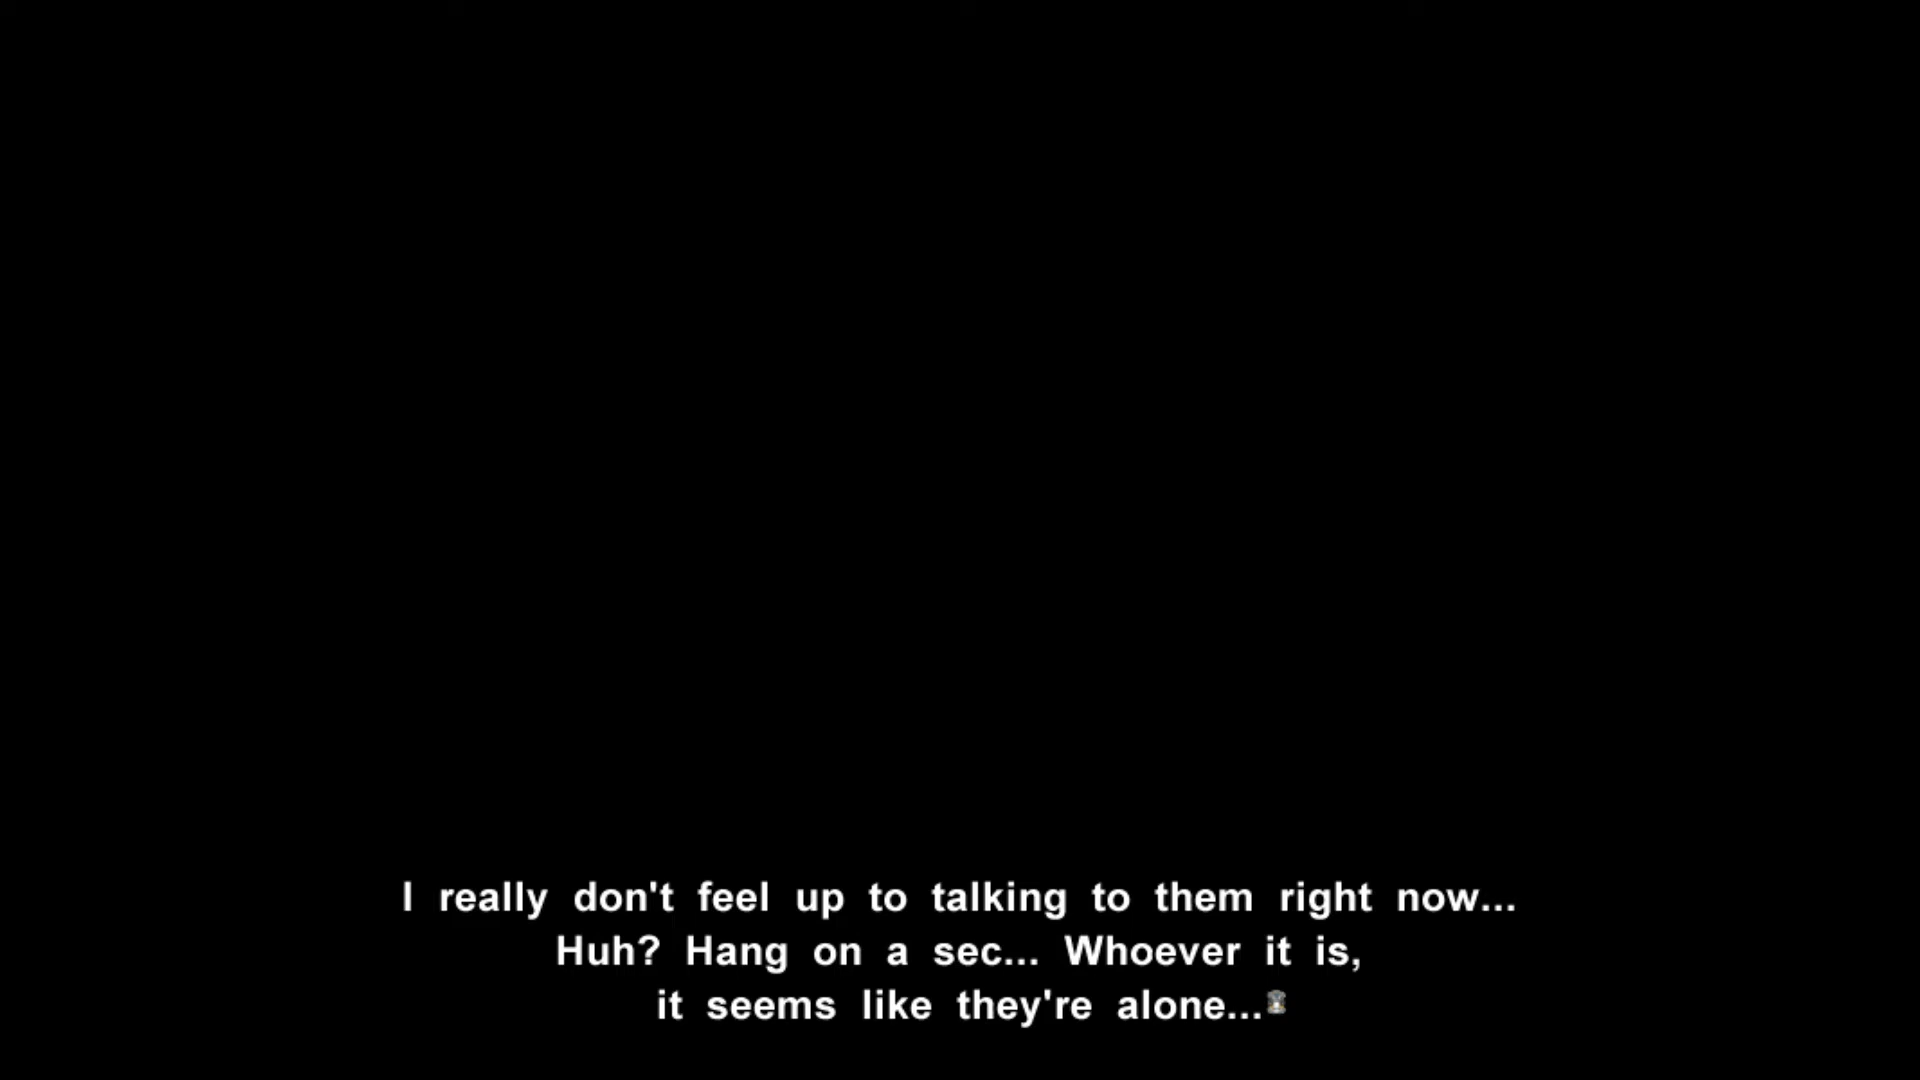 I really don't feel up to talking to them right now...
Huh? Hang on a sec... Whoever it is,
it seems like they're alone...